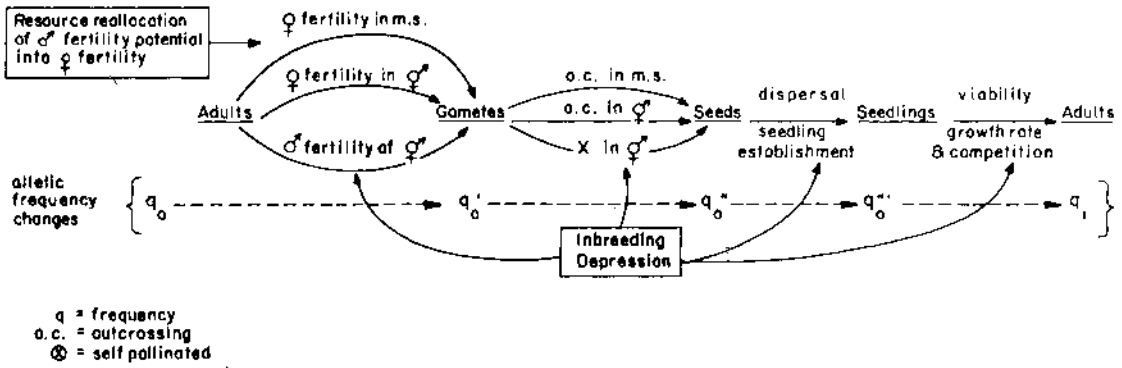 Resource reallocation
of ♂ fertility potential
into ♀ fertility
♀ fertility in m.s.
♀ fertility in ⚥
♂ fertility of ⚥
Adults
Gametes
o.c. in m.s.
o.c. in ⚥
X in ⚥
Seeds
dispersal
seedling
establishment
Seedlings
viability
growth rate
& competition
Adults
alletic
frequency
changes
{ q₀ q₀' q₀'' q₀''' q₁ }
Inbreeding
Depression
q = frequency
o.c. = outcrossing
ⓧ = self pollinated